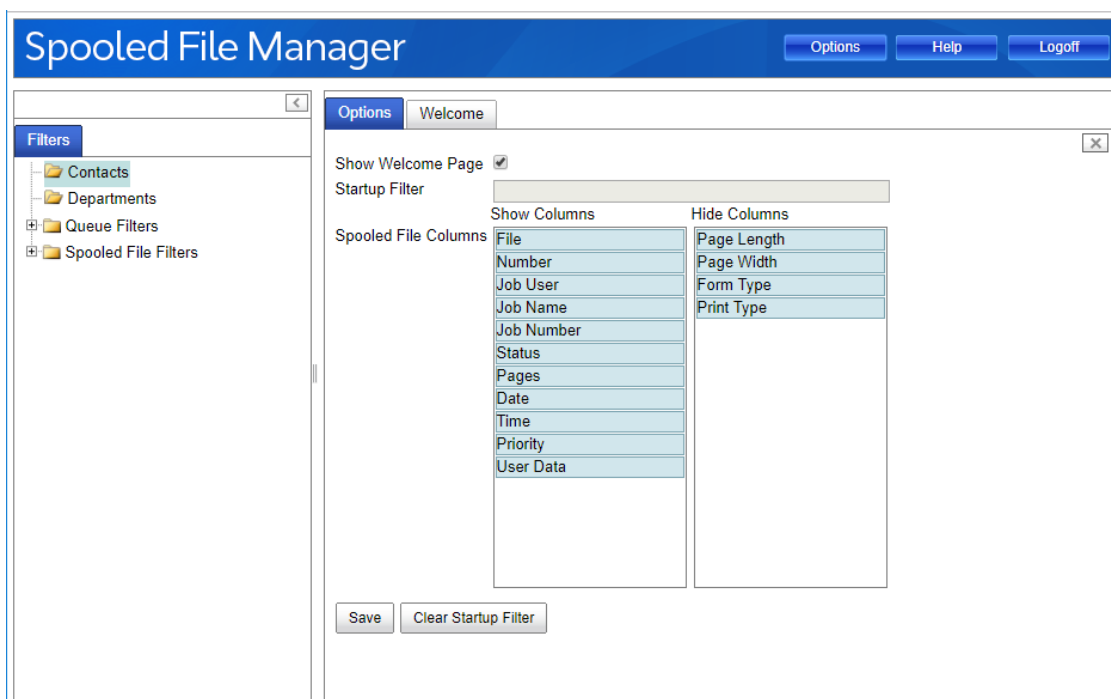 Spooled File Manager
Options Help Logoff
Filters
Contacts
Departments
Queue Filters
Spooled File Filters
Options Welcome
Show Welcome Page
Startup Filter
Show Columns Hide Columns
Spooled File Columns
File Page Length
Number Page Width
Job User Form Type
Job Name Print Type
Job Number
Status
Pages
Date
Time
Priority
User Data
Save Clear Startup Filter